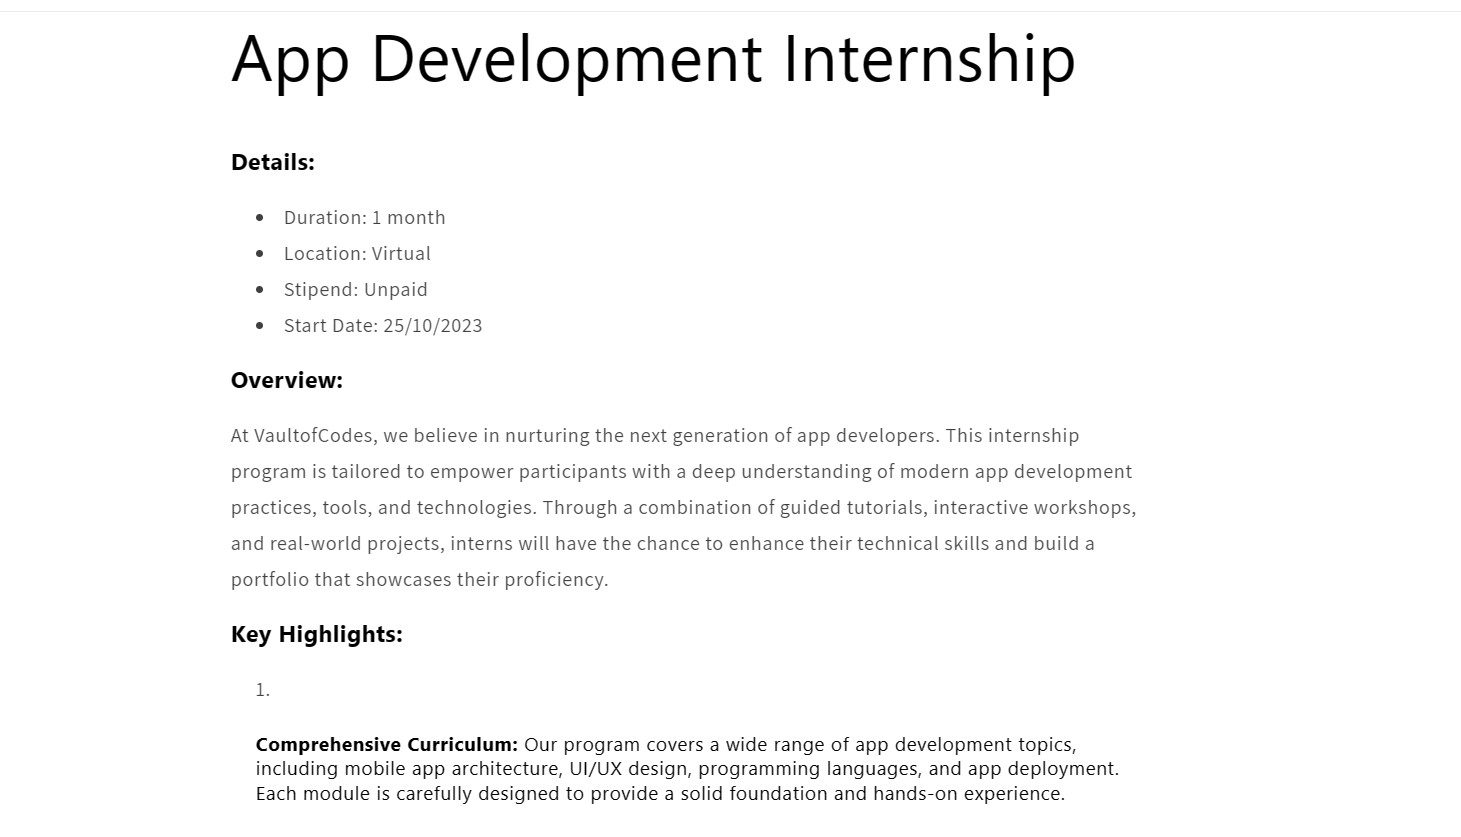 App Development Internship
Details:
Duration: 1 month
Location: Virtual
Stipend: Unpaid
Start Date: 25/10/2023
Overview:
At VaultofCodes, we believe in nurturing the next generation of app developers. This internship
program is tailored to empower participants with a deep understanding of modern app development
practices, tools, and technologies. Through a combination of guided tutorials, interactive workshops,
and real-world projects, interns will have the chance to enhance their technical skills and build a
portfolio that showcases their proficiency.
Key Highlights:
1.
Comprehensive Curriculum: Our program covers a wide range of app development topics,
including mobile app architecture, UI/UX design, programming languages, and app deployment.
Each module is carefully designed to provide a solid foundation and hands-on experience.